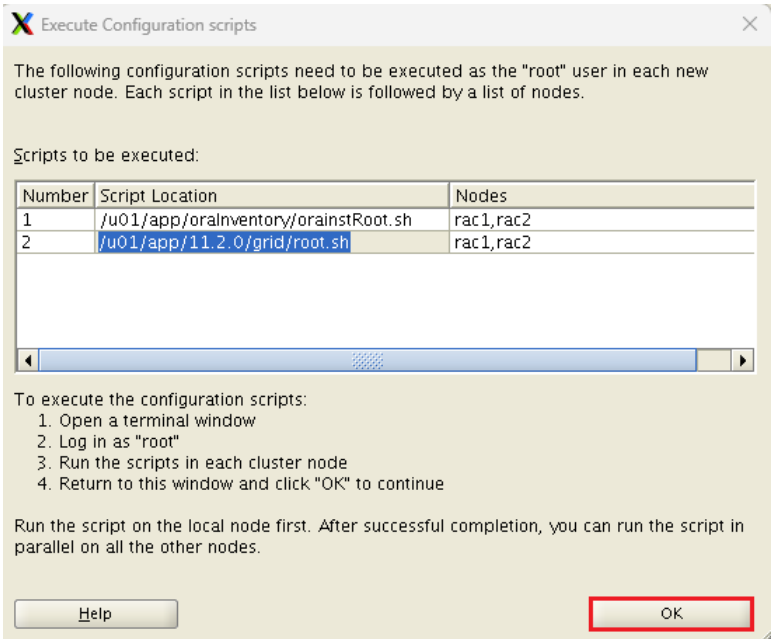 Execute Configuration scripts
The following configuration scripts need to be executed as the "root" user in each new
cluster node. Each script in the list below is followed by a list of nodes.
Scripts to be executed:
Number Script Location Nodes
1 /u01/app/oraInventory/orainstRoot.sh rac1,rac2
2 /u01/app/11.2.0/grid/root.sh rac1,rac2
To execute the configuration scripts:
1. Open a terminal window
2. Log in as "root"
3. Run the scripts in each cluster node
4. Return to this window and click "OK" to continue
Run the script on the local node first. After successful completion, you can run the script in
parallel on all the other nodes.
Help OK